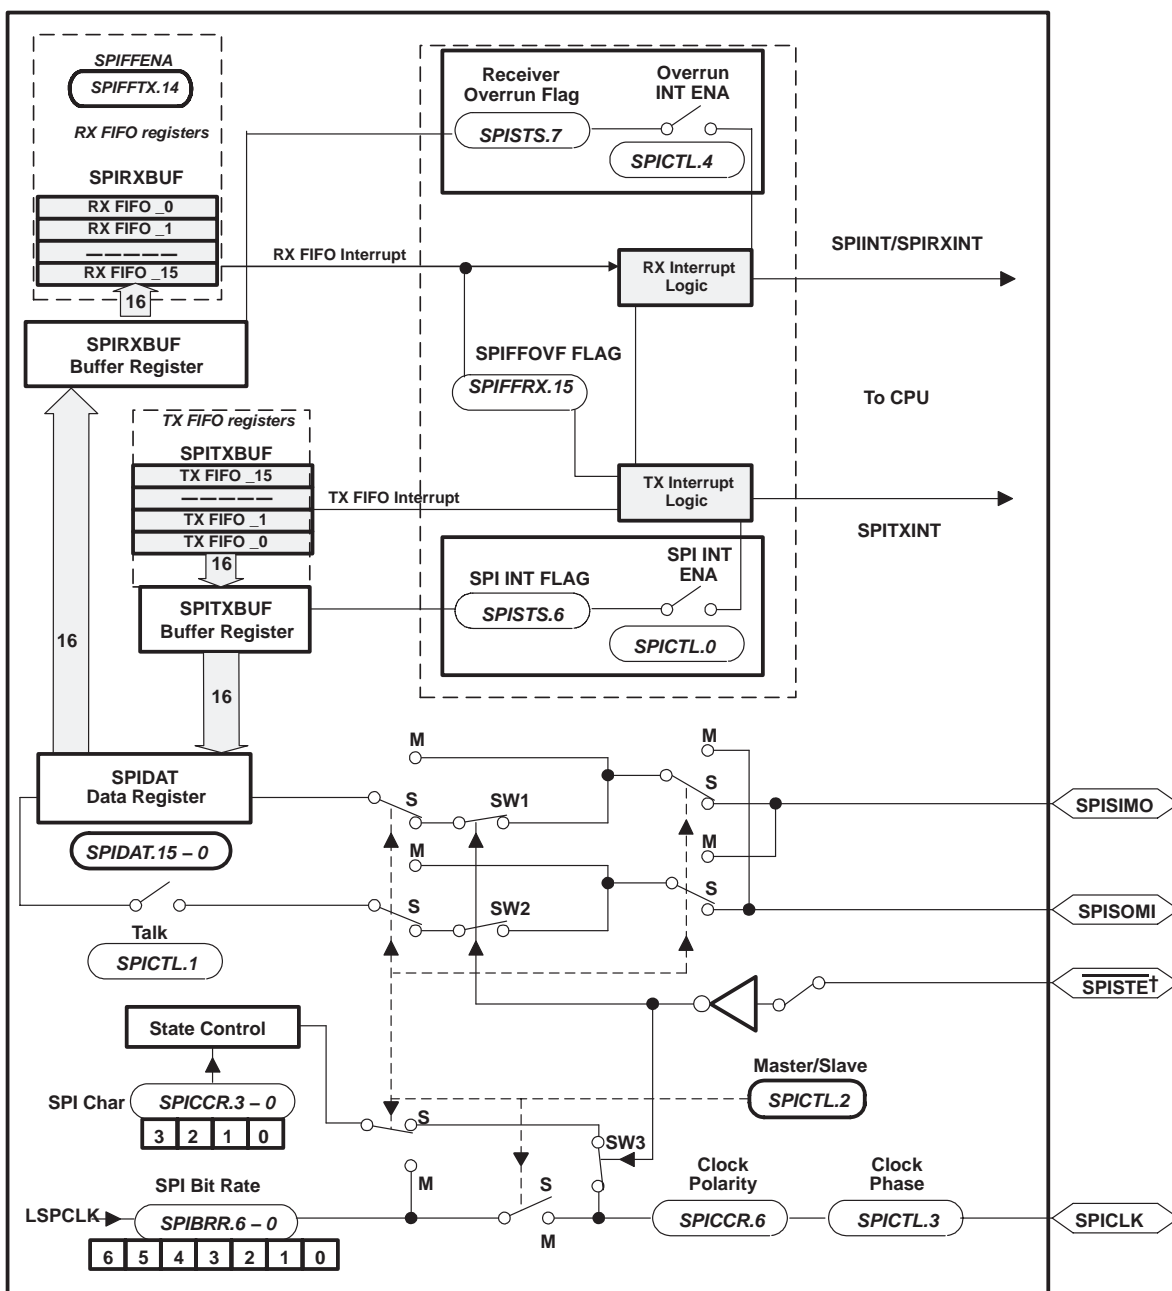 SPIFFENA
SPIFFTX.14
RX FIFO registers
SPIRXBUF
RX FIFO _0
RX FIFO _1
— — — — —
RX FIFO _15
16
SPIRXBUF
Buffer Register
RX FIFO Interrupt
Receiver
Overrun Flag
SPISTS.7
Overrun
INT ENA
SPICTL.4
RX Interrupt
Logic
SPIINT/SPIRXINT
SPIFFOVF FLAG
SPIFFRX.15
To CPU
TX FIFO registers
SPITXBUF
TX FIFO _15
— — — — —
TX FIFO _1
TX FIFO _0
16
SPITXBUF
Buffer Register
TX FIFO Interrupt
TX Interrupt
Logic
SPITXINT
SPI INT FLAG
SPISTS.6
SPI INT
ENA
SPICTL.0
16
16
SPIDAT
Data Register
SPIDAT.15 – 0
M
S
SW1
M
S
SPISIMO
M
S
SW2
M
S
SPISOMI
Talk
SPICTL.1
SPISTE†
State Control
Master/Slave
SPICTL.2
SPI Char
SPICCR.3 – 0
3 2 1 0
S
SW3
M
SPI Bit Rate
LSPCLK
SPIBRR.6 – 0
6 5 4 3 2 1 0
S
M
Clock
Polarity
SPICCR.6
Clock
Phase
SPICTL.3
SPICLK